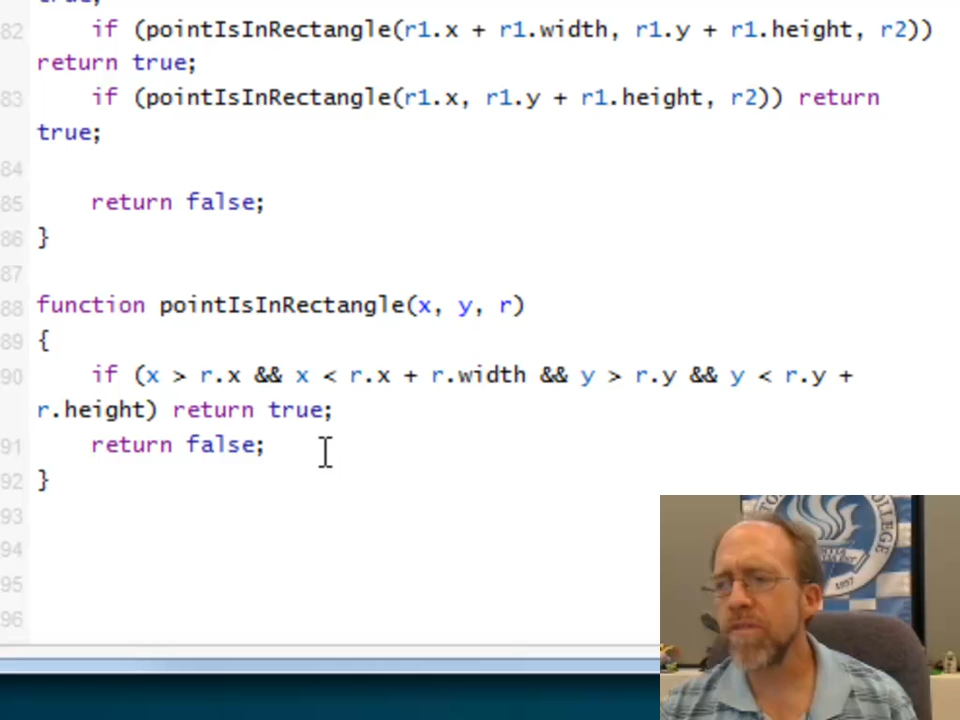 true;
82 if (pointIsInRectangle(r1.x + r1.width, r1.y + r1.height, r2))
return true;
83 if (pointIsInRectangle(r1.x, r1.y + r1.height, r2)) return
true;
84
85 return false;
86 }
87
88 function pointIsInRectangle(x, y, r)
89 {
90 if (x > r.x && x < r.x + r.width && y > r.y && y < r.y +
r.height) return true;
91 return false;
92 }
93
94
95
96
1897